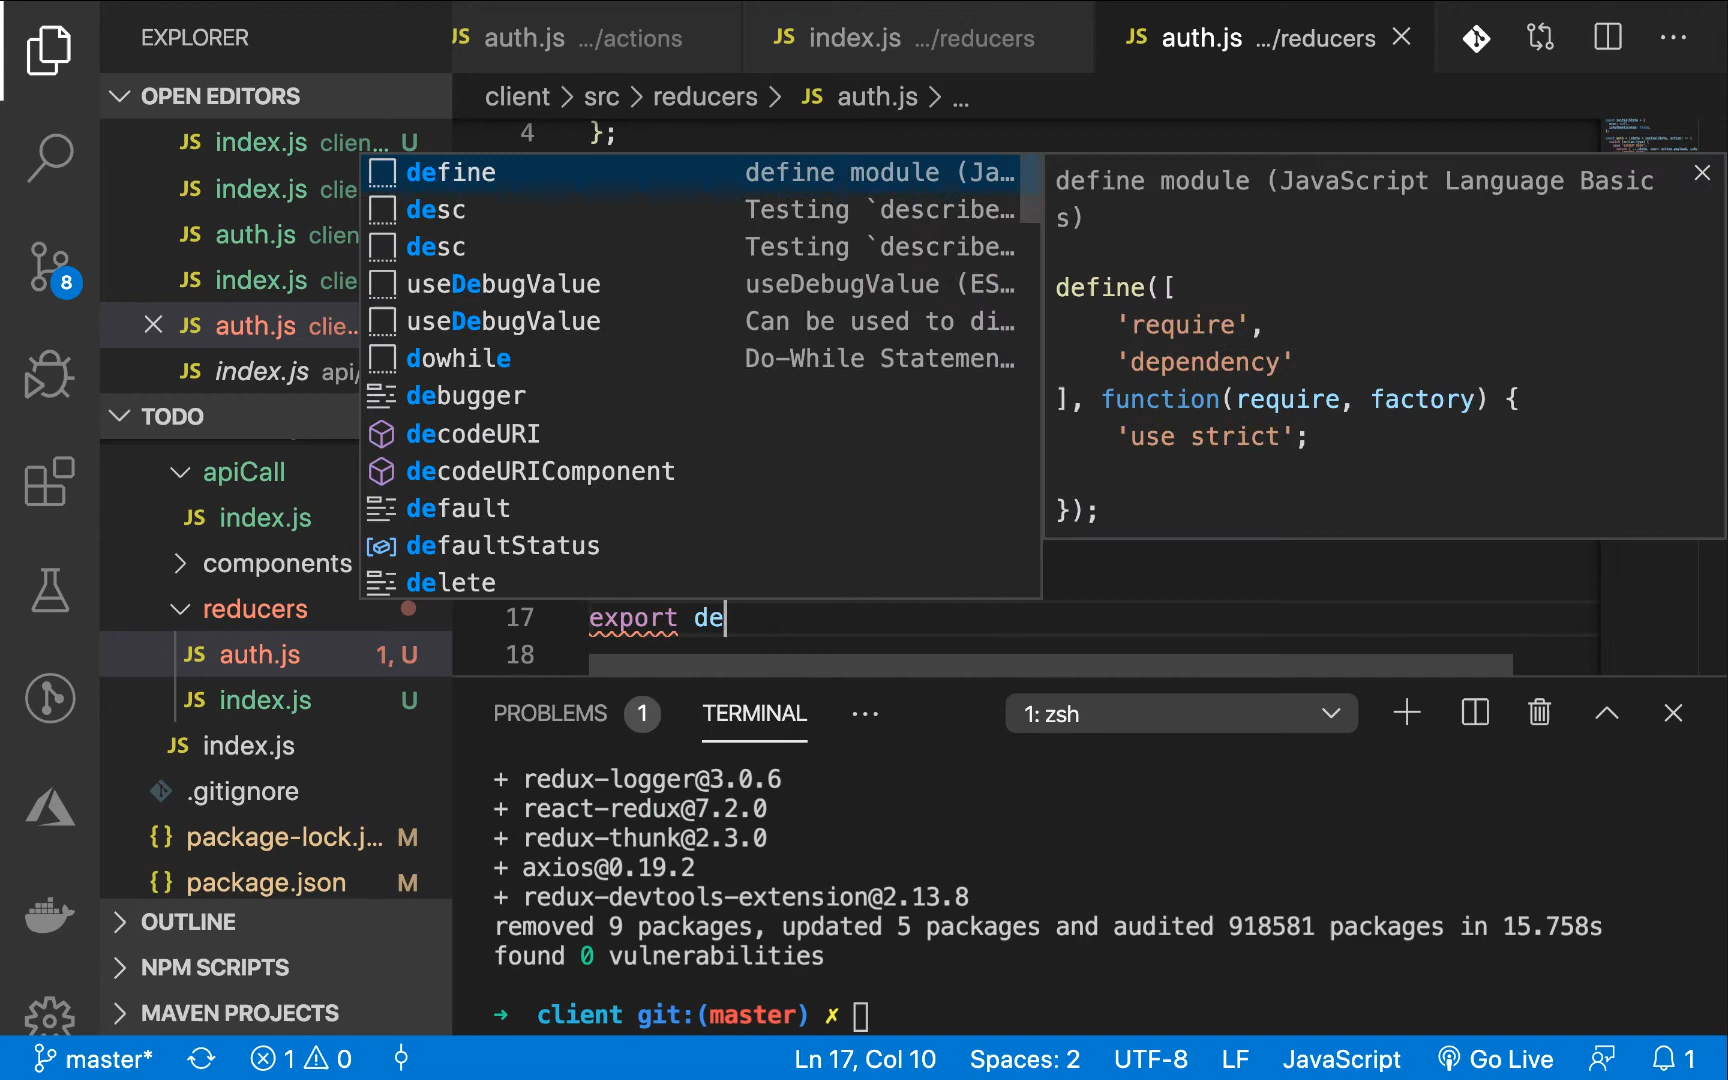 EXPLORER
JS auth.js .../actions
JS index.js .../reducers
JS auth.js .../reducers
OPEN EDITORS
client > src > reducers > JS auth.js > ...
JS index.js clien... U
JS index.js clie
JS auth.js clien
JS index.js clie
JS auth.js clie..
JS index.js api/
8
TODO
apiCall
JS index.js
components
reducers
JS auth.js 1, U
JS index.js U
JS index.js
.gitignore
{} package-lock.j... M
{} package.json M
OUTLINE
NPM SCRIPTS
MAVEN PROJECTS
4 };
define define module (Ja...
desc Testing `describe...
desc Testing `describe...
useDebugValue useDebugValue (ES...
useDebugValue Can be used to di...
dowhile Do-While Statemen...
debugger
decodeURI
decodeURIComponent
default
defaultStatus
delete
define module (JavaScript Language Basic
s)
define([
'require',
'dependency'
], function(require, factory) {
'use strict';
});
17 export de
18
PROBLEMS 1 TERMINAL ... 1: zsh
+ redux-logger@3.0.6
+ react-redux@7.2.0
+ redux-thunk@2.3.0
+ axios@0.19.2
+ redux-devtools-extension@2.13.8
removed 9 packages, updated 5 packages and audited 918581 packages in 15.758s
found 0 vulnerabilities
→ client git:(master) ✗
master* 1 0 Ln 17, Col 10 Spaces: 2 UTF-8 LF JavaScript Go Live 1